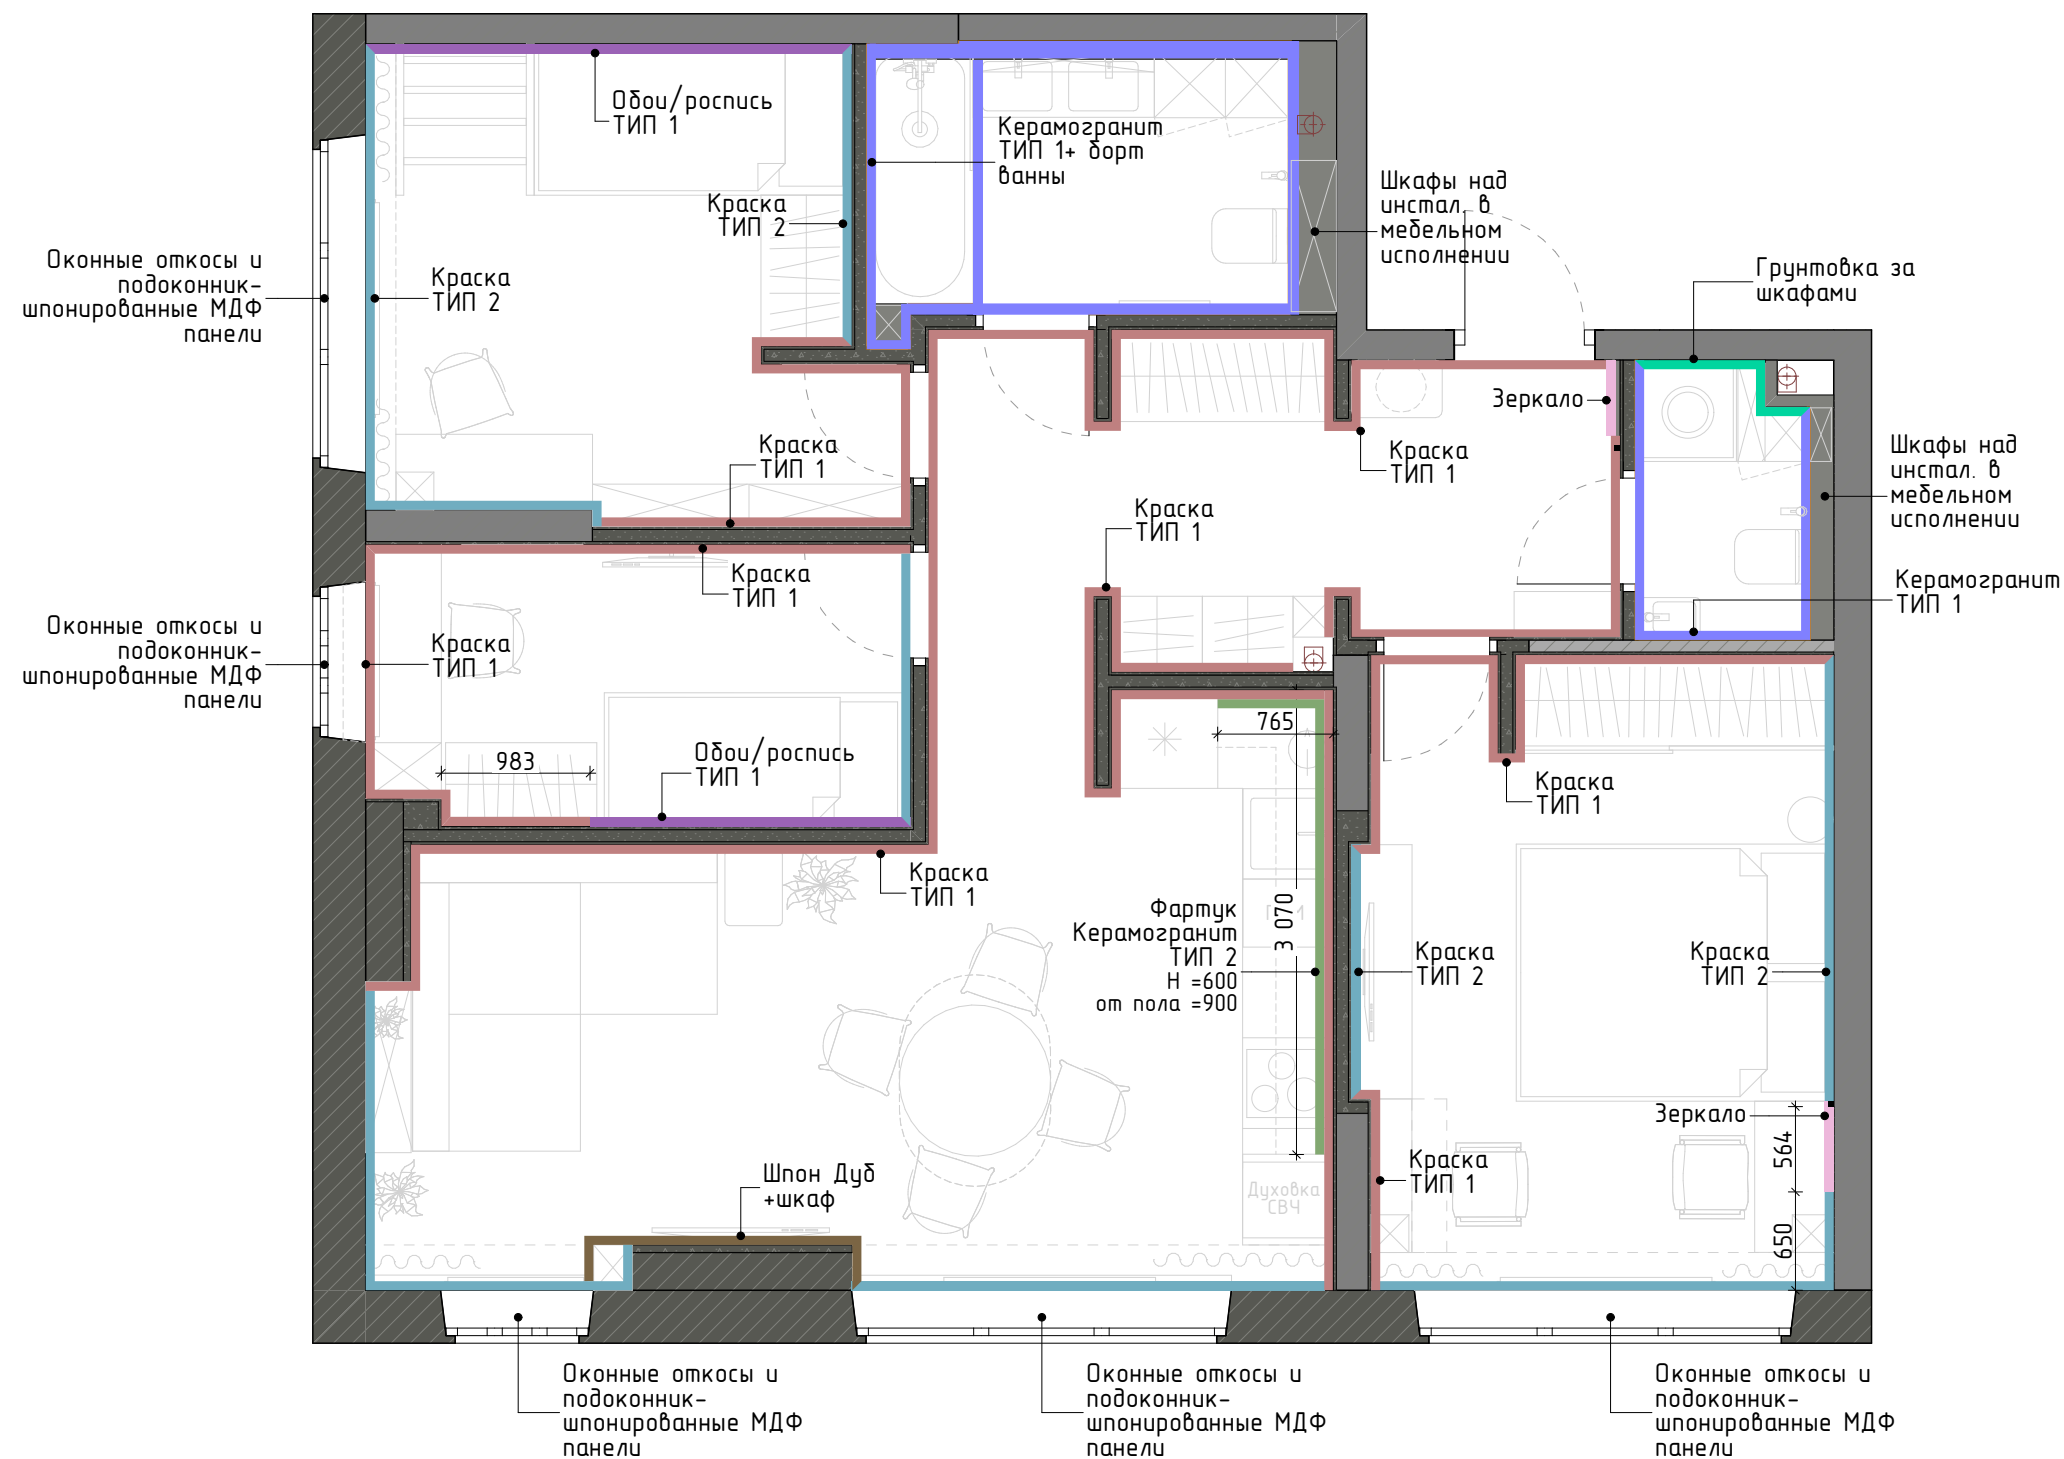 Обои/роспись
ТИП 1
Керамогранит
ТИП 1+ борт
ванны
Краска
ТИП 2
Шкафы над
инстал. в
мебельном
исполнении
Оконные откосы и
подоконник-
шпонированные МДФ
панели
Краска
ТИП 2
Грунтовка за
шкафами
Зеркало
Краска
ТИП 1
Краска
ТИП 1
Шкафы над
инстал. в
мебельном
исполнении
Краска
ТИП 1
Краска
ТИП 1
Керамогранит
ТИП 1
Оконные откосы и
подоконник-
шпонированные МДФ
панели
Краска
ТИП 1
765
983
Обои/роспись
ТИП 1
Краска
ТИП 1
Краска
ТИП 1
3 070
Фартук
Керамогранит
ТИП 2
H =600
от пола =900
Краска
ТИП 2
Краска
ТИП 2
Зеркало
564
Краска
ТИП 1
Шпон Дуб
+шкаф
Духовка
СВЧ
650
Оконные откосы и
подоконник-
шпонированные МДФ
панели
Оконные откосы и
подоконник-
шпонированные МДФ
панели
Оконные откосы и
подоконник-
шпонированные МДФ
панели